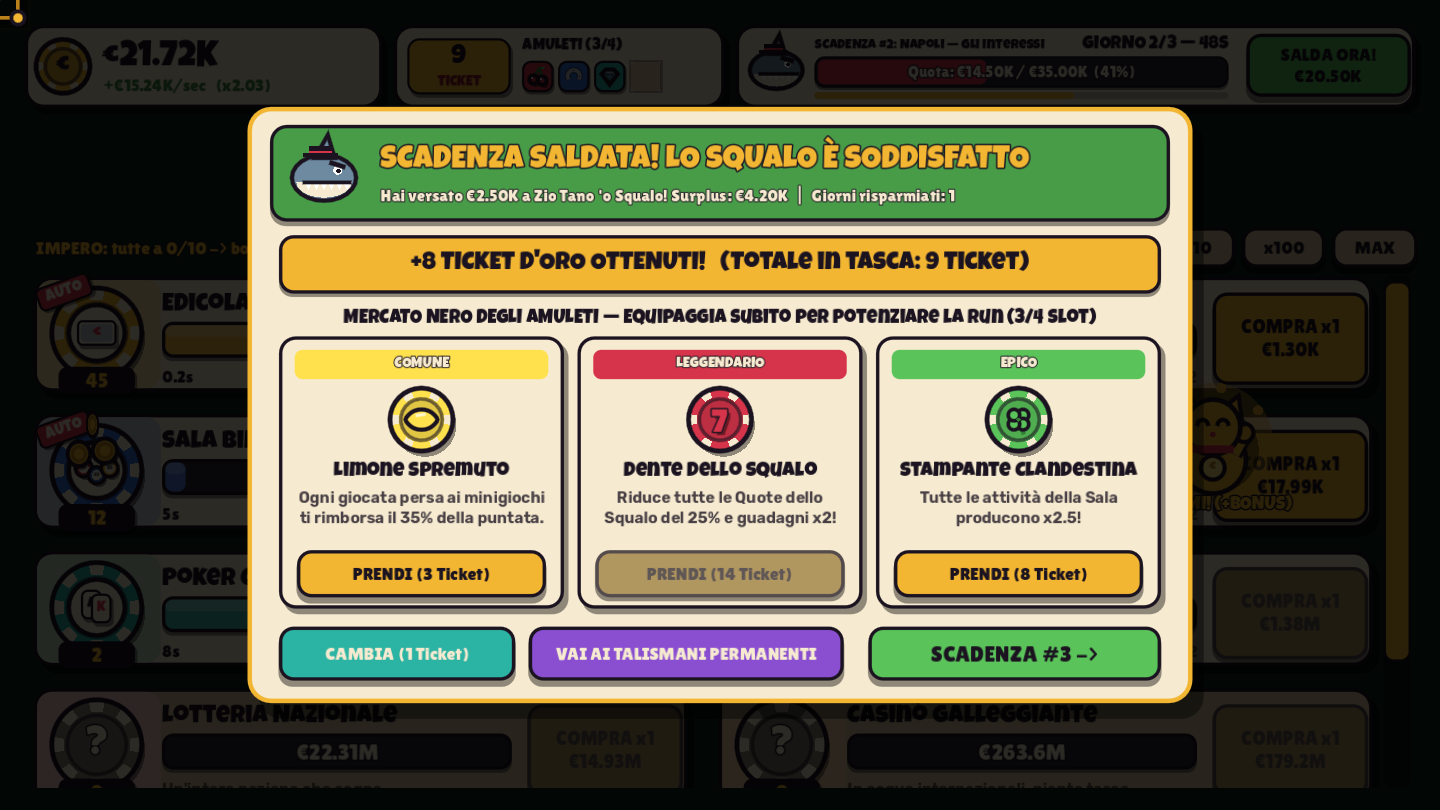 €21.72K
+€15.24K/sec (x2.03)
9
TICKET
AMULETI (3/4)
SCADENZA #2: NAPOLI — Gli Interessi
GIORNO 2/3 — 48S
Quota: €14.50K / €35.00K (41%)
SALDA ORA!
€20.50K
SCADENZA SALDATA! LO SQUALO È SODDISFATTO
Hai versato €2.50K a Zio Tano 'o Squalo! Surplus: €4.20K | Giorni risparmiati: 1
+8 TICKET D'ORO OTTENUTI! (TOTALE IN TASCA: 9 TICKET)
MERCATO NERO DEGLI AMULETI — EQUIPAGGIA SUBITO PER POTENZIARE LA RUN (3/4 SLOT)
COMUNE
LIMONE SPREMUTO
Ogni giocata persa ai minigiochi
ti rimborsa il 35% della puntata.
PRENDI (3 Ticket)
LEGGENDARIO
7
DENTE DELLO SQUALO
Riduce tutte le Quote dello
Squalo del 25% e guadagni x2!
PRENDI (14 Ticket)
EPICO
STAMPANTE CLANDESTINA
Tutte le attività della Sala
producono x2.5!
PRENDI (8 Ticket)
CAMBIA (1 Ticket)
VAI AI TALISMANI PERMANENTI
SCADENZA #3 ->
IMPERO: tutte a 0/10 -> bo
10
x100
MAX
AUTO
EDICOLA
45
0.2s
COMPRA x1
€1.30K
AUTO
SALA BI
12
5s
COMPRA x1
€17.99K
(+BONUS)
POKER
2
8s
COMPRA x1
€1.38M
?
LOTTERIA NAZIONALE
€22.31M
COMPRA x1
€14.93M
?
CASINO GALLEGGIANTE
€263.6M
COMPRA x1
€179.2M